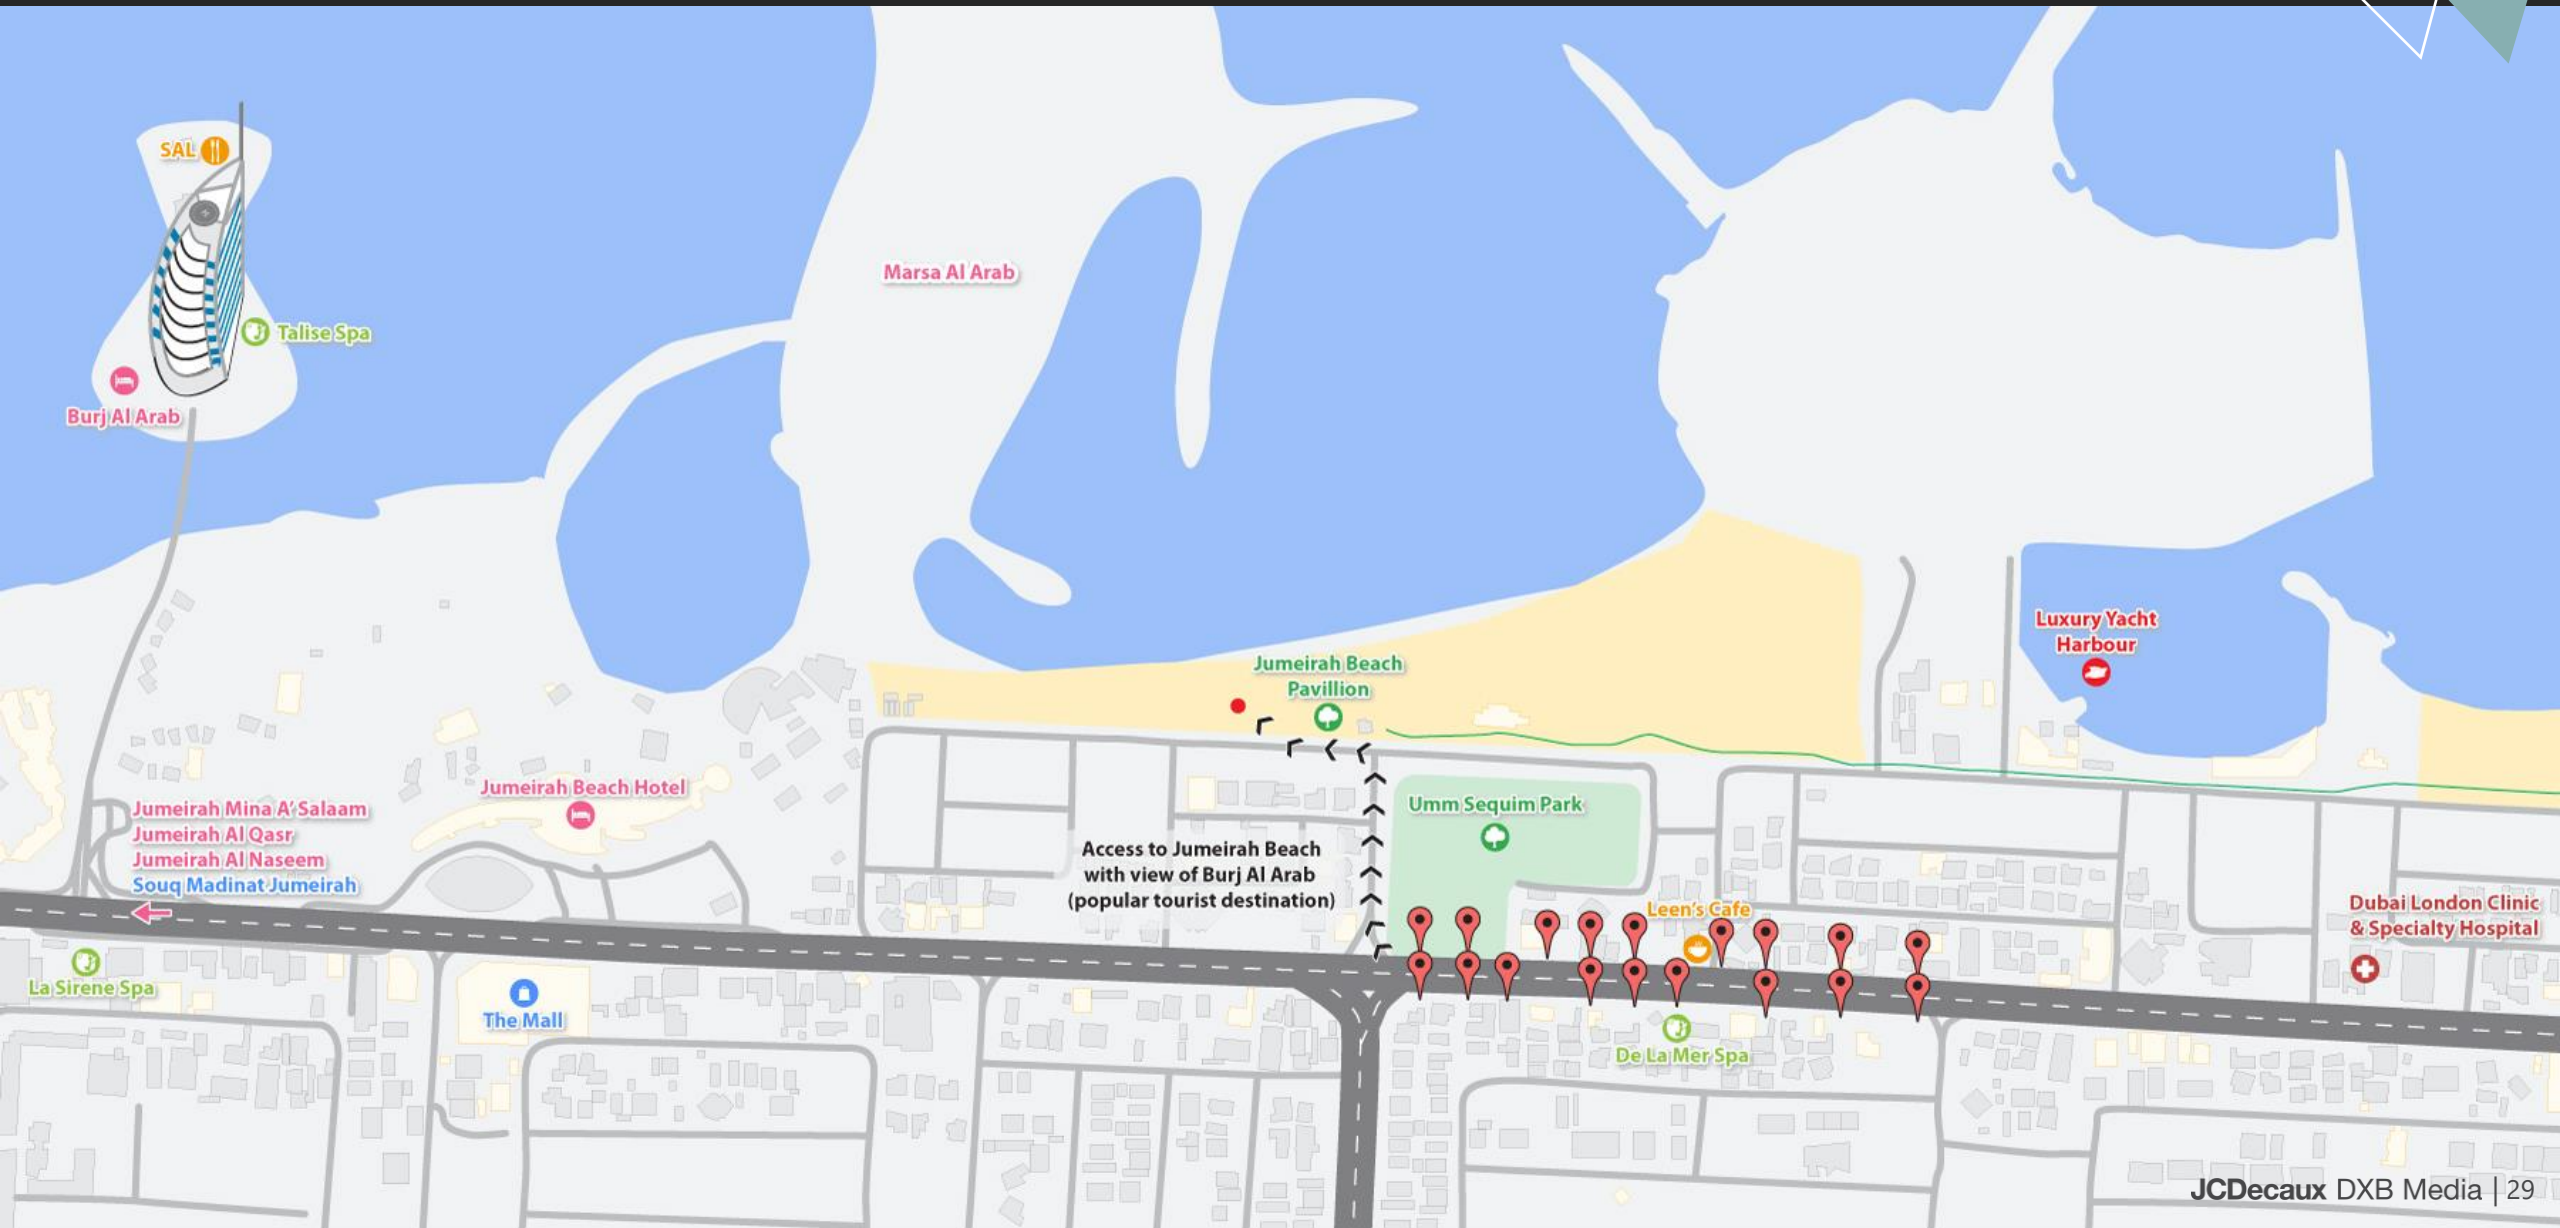 SAL
Talise Spa
Burj Al Arab
Marsa Al Arab
Jumeirah Beach
Pavillion
Luxury Yacht
Harbour
Jumeirah Mina A' Salaam
Jumeirah Al Qasr
Jumeirah Al Naseem
Souq Madinat Jumeirah
Jumeirah Beach Hotel
Access to Jumeirah Beach
with view of Burj Al Arab
(popular tourist destination)
Umm Sequim Park
Leen's Cafe
Dubai London Clinic
& Specialty Hospital
La Sirene Spa
The Mall
De La Mer Spa
JCDecaux DXB Media | 29